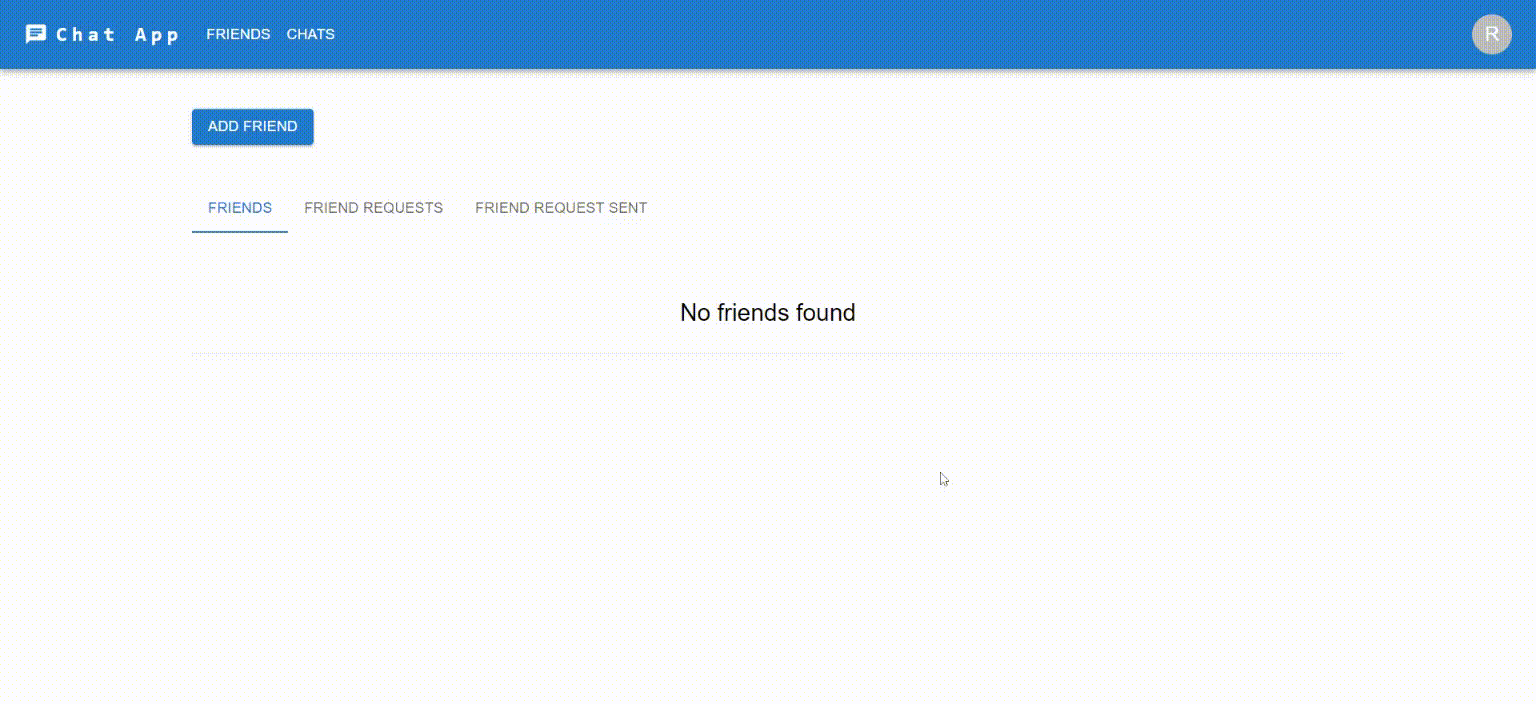 Chat App FRIENDS CHATS R
ADD FRIEND
FRIENDS FRIEND REQUESTS FRIEND REQUEST SENT
No friends found